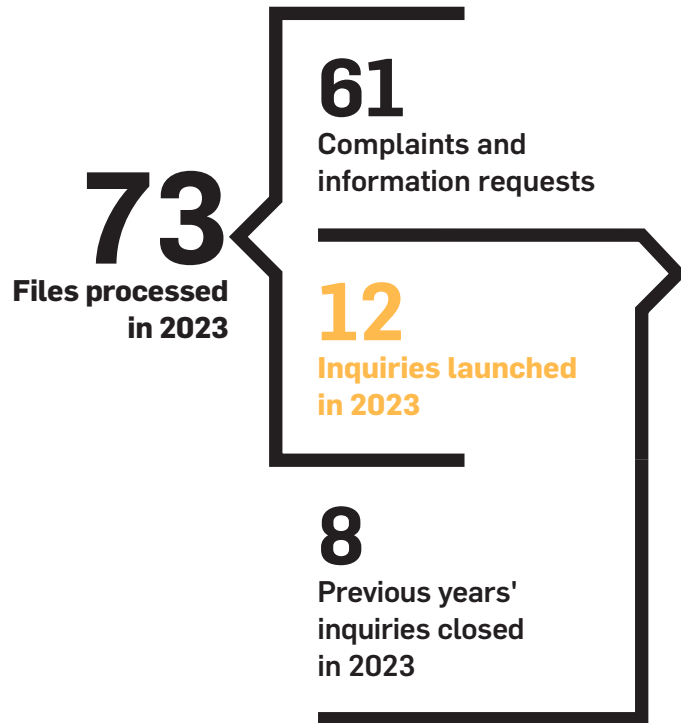 73
Files processed
in 2023
61
Complaints and
information requests
12
Inquiries launched
in 2023
8
Previous years'
inquiries closed
in 2023